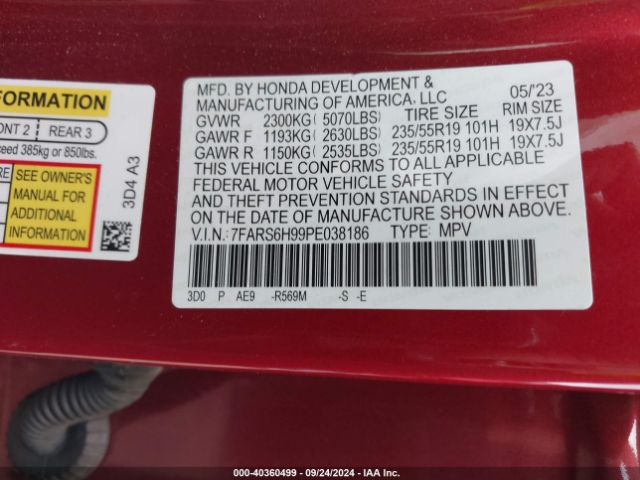 FORMATION
ONT 2 REAR 3
ceed 385kg or 850lbs.
RE
SEE OWNER'S
MANUAL FOR
ADDITIONAL
INFORMATION
3D4 A3
MFD. BY HONDA DEVELOPMENT & 05/'23
MANUFACTURING OF AMERICA, LLC
TIRE SIZE RIM SIZE
GVWR 2300KG ( 5070LBS)
GAWR F 1193KG ( 2630LBS) 235/55R19 101H 19X7.5J
GAWR R 1150KG ( 2535LBS) 235/55R19 101H 19X7.5J
THIS VEHICLE CONFORMS TO ALL APPLICABLE
FEDERAL MOTOR VEHICLE SAFETY
AND THEFT PREVENTION STANDARDS IN EFFECT
ON THE DATE OF MANUFACTURE SHOWN ABOVE.
V.I.N.: 7FARS6H99PE038186 TYPE: MPV
3D0 P AE9 -R569M -S -E
000-40360499 - 09/24/2024 - IAA Inc.